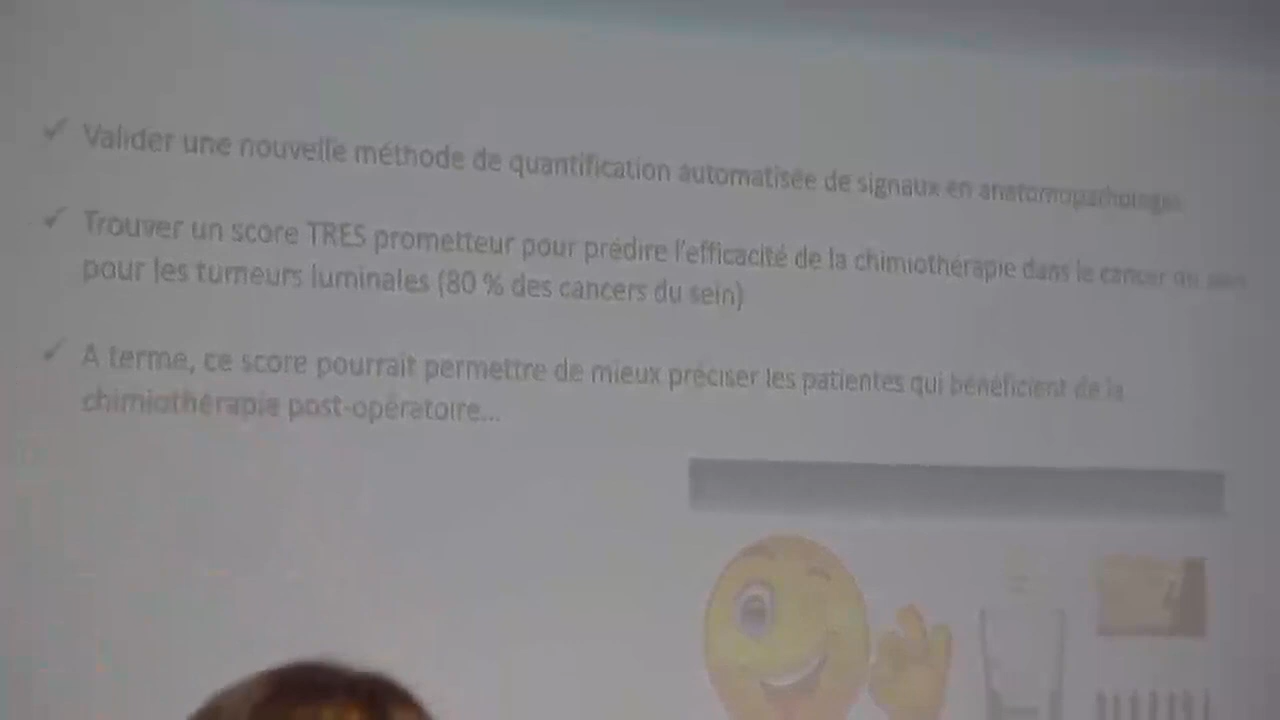 Valider une nouvelle méthode de quantification automatisée de signaux en
Trouver un score TRES prometteur pour prédire l'efficacité de la chimiothérapie dans le cancer du sein
pour les tumeurs luminales (80 % des cancers du sein)
A terme, ce score pourrait permettre de mieux préciser les patientes qui bénéficient de la
chimiothérapie post-opératoire...